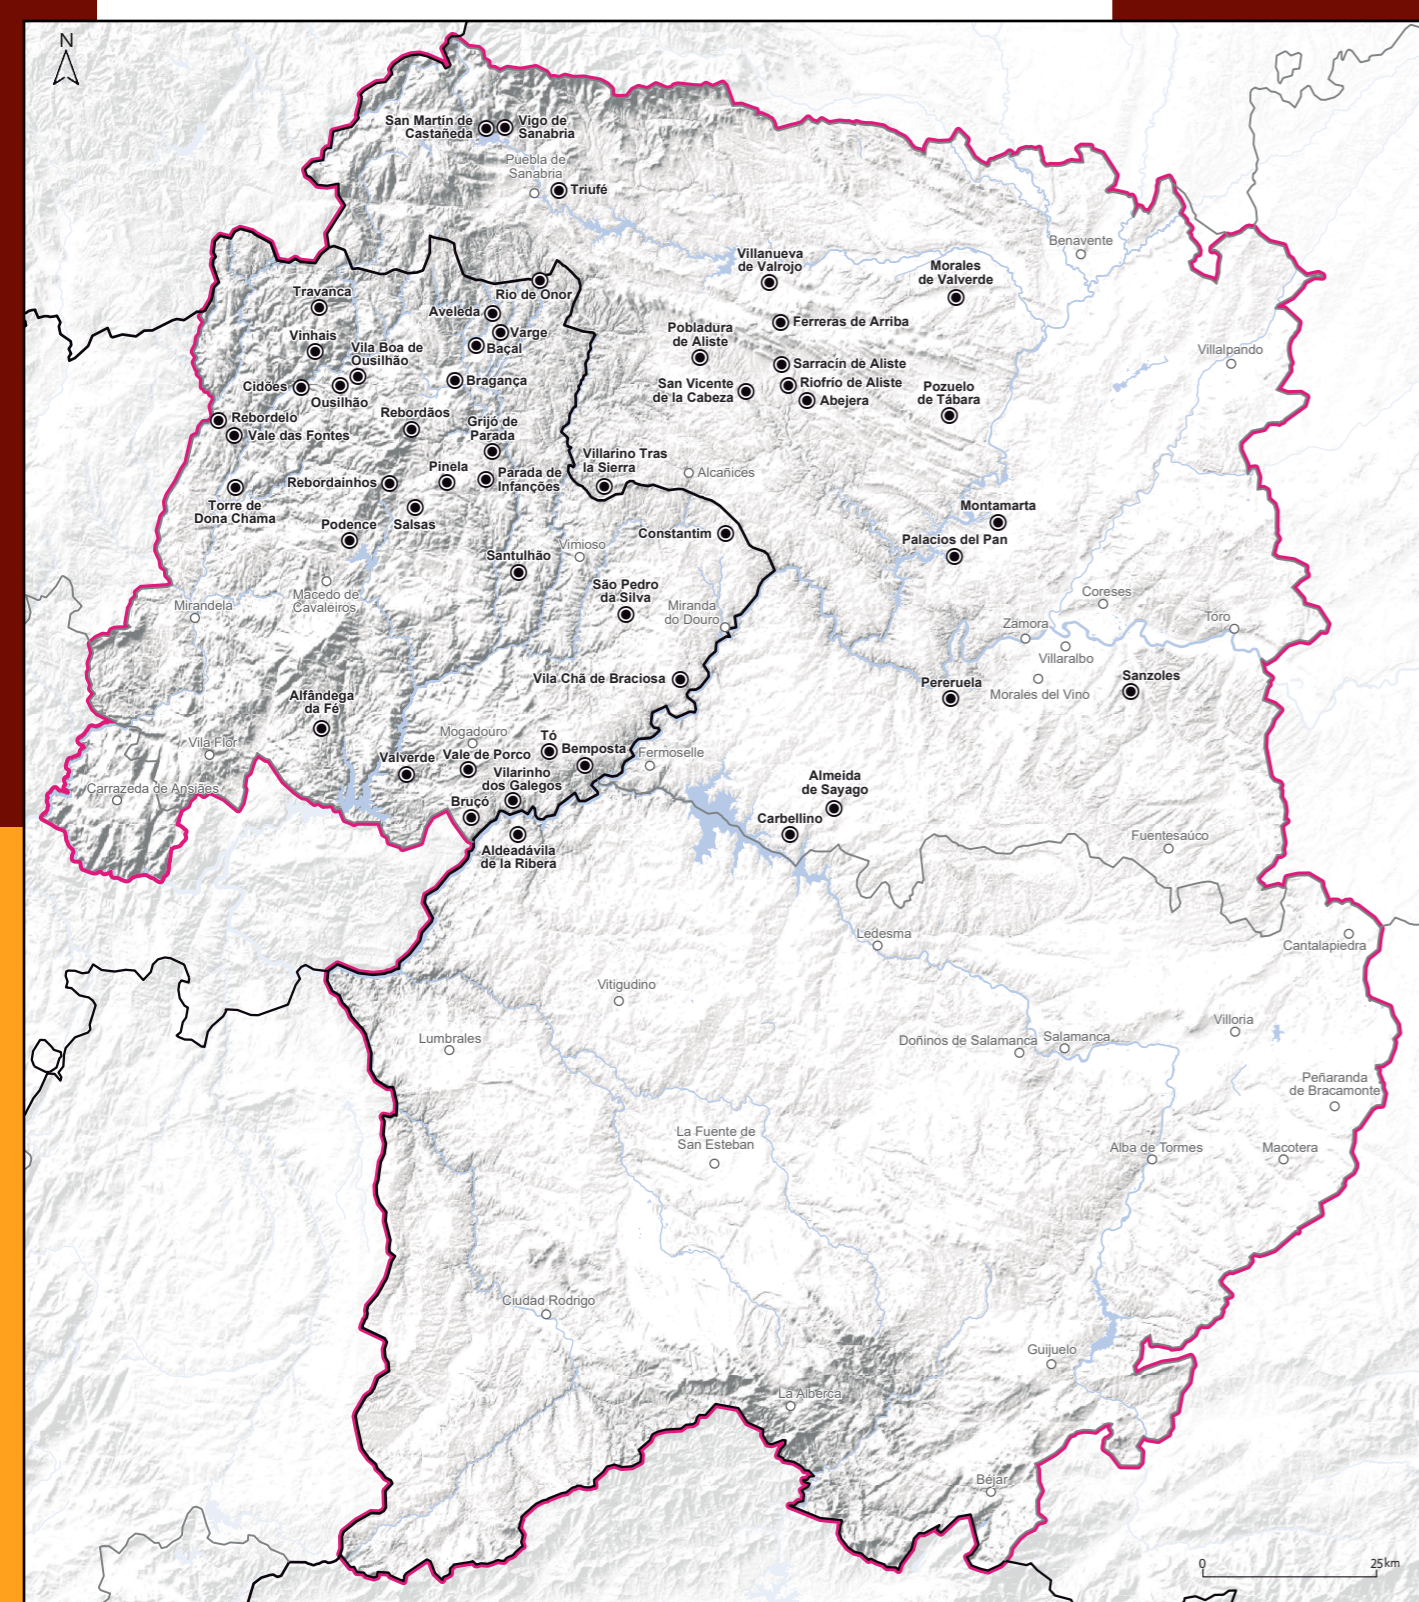 N
San Martín de
Castañeda
Vigo de
Sanabria
Puebla de
Sanabria
Triufé
Benavente
Villanueva
de Valrojo
Morales
de Valverde
Rio de Onor
Travanca
Aveleda
Varge
Baçal
Ferreras de Arriba
Pobladura
de Aliste
Vinhais
Vila Boa de
Ousilhão
Villalpando
Sarracín de Aliste
Cidões
Ousilhão
Bragança
San Vicente
de la Cabeza
Riofrío de Aliste
Abejera
Pozuelo
de Tábara
Rebordelo
Vale das Fontes
Rebordãos
Grijó de
Parada
Villarino Tras
la Sierra
Alcañices
Pinela
Parada de
Infanções
Rebordainhos
Torre de
Dona Chama
Salsas
Podence
Montamarta
Constantim
Palacios del Pan
Vimioso
Santulhão
São Pedro
da Silva
Macedo de
Cavaleiros
Mirandela
Miranda
do Douro
Coreses
Zamora
Toro
Villaralbo
Vila Chã de Braciosa
Pereruela
Morales del Vino
Sanzoles
Alfândega
da Fé
Mogadouro
Vila Flor
Valverde
Vale de Porco
Tó
Bemposta
Fermoselle
Vilarinho
dos Galegos
Carrazeda de Ansiães
Bruçó
Almeida
de Sayago
Carbellino
Aldeadávila
de la Ribera
Fuentesaúco
Ledesma
Cantalapiedra
Vitigudino
Villoria
Lumbrales
Doñinos de Salamanca
Salamanca
Peñaranda
de Bracamonte
La Fuente de
San Esteban
Alba de Tormes
Macotera
Ciudad Rodrigo
Guijuelo
La Alberca
Béjar
0
25km